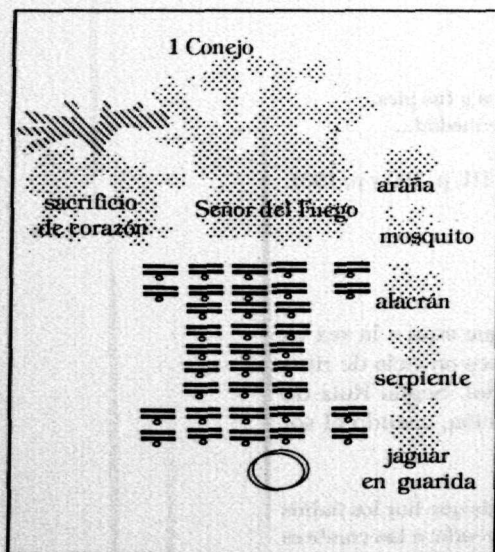 1 Conejo
sacrificio
de corazón
Señor del Fuego
araña
mosquito
alacrán
serpiente
jaguar
en guarida